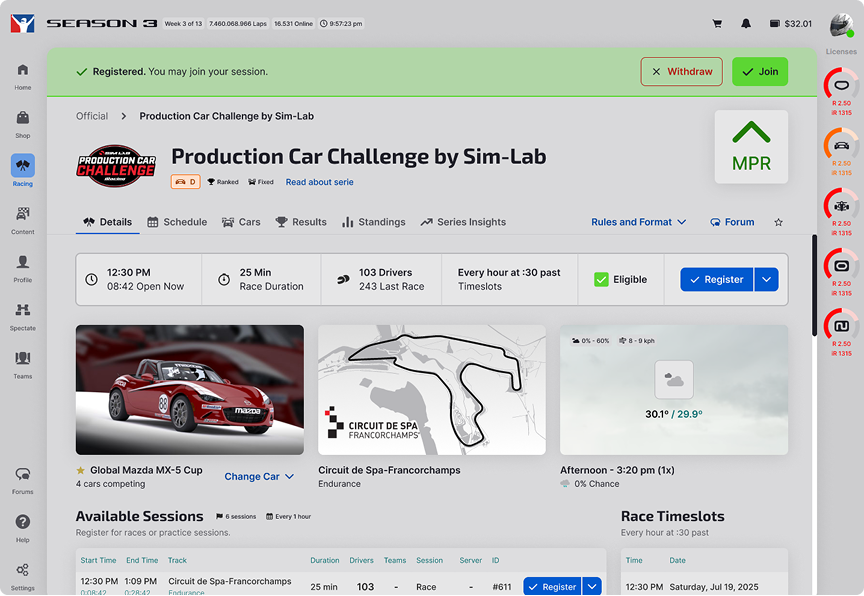 SEASON 3
Week 3 of 13
7.460.068.966 Laps
16.531 Online
9:57:23 pm
$32.01
Home
Shop
Racing
Content
Profile
Spectate
Teams
Forums
Help
Settings
Registered. You may join your session.
Withdraw
Join
Official
Production Car Challenge by Sim-Lab
SIM-LAB
PRODUCTION CAR
CHALLENGE
iRacing
Production Car Challenge by Sim-Lab
D
Ranked
Fixed
Read about serie
MPR
Details
Schedule
Cars
Results
Standings
Series Insights
Rules and Format
Forum
12:30 PM
08:42 Open Now
25 Min
Race Duration
103 Drivers
243 Last Race
Every hour at :30 past
Timeslots
Eligible
Register
88
mazda
CIRCUIT DE SPA
FRANCORCHAMPS
0% - 60%
8 - 9 kph
30.1º / 29.9º
Global Mazda MX-5 Cup
4 cars competing
Change Car
Circuit de Spa-Francorchamps
Endurance
Afternoon - 3:20 pm (1x)
0% Chance
Available Sessions
6 sessions
Every 1 hour
Register for races or practice sessions.
Start Time
End Time
Track
Duration
Drivers
Teams
Session
Server
ID
12:30 PM
1:09 PM
Circuit de Spa-Francorchamps
25 min
103
-
Race
-
#611
Register
0:08:42
0:28:42
Endurance
Race Timeslots
Every hour at :30 past
Time
Date
12:30 PM
Saturday, Jul 19, 2025
Licenses
R 2.50
iR 1315
R 2.50
iR 1315
R 2.50
iR 1315
R 2.50
iR 1315
R 2.50
iR 1315